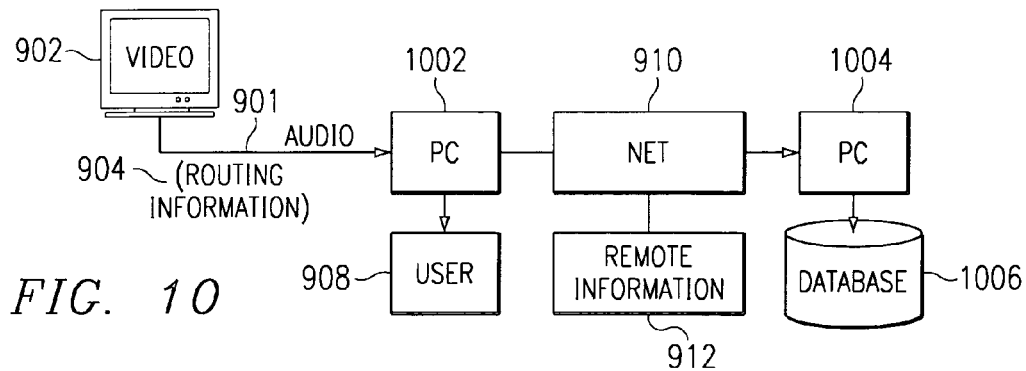 902
VIDEO
901
AUDIO
904
(ROUTING
INFORMATION)
1002
PC
910
NET
1004
PC
908
USER
REMOTE
INFORMATION
912
DATABASE
1006
FIG. 10